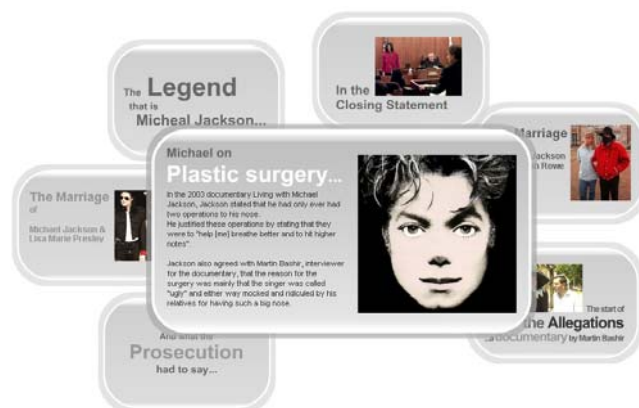 The Legend
that is
Micheal Jackson...
In the
Closing Statement
Marriage
Jackson
Rowe
The Marriage
of
Michael Jackson &
Lisa Marie Presley
Michael on
Plastic surgery...
In the 2003 documentary Living with Michael
Jackson, Jackson stated that he had only ever had
two operations to his nose.
He justified these operations by stating that they
were to "help [me] breathe better and to hit higher
notes"
Jackson also agreed with Martin Bashir, interviewer
for the documentary, that the reason for the
surgery was mainly that the singer was called
"ugly" and either way mocked and ridiculed by his
relatives for having such a big nose.
The start of
the Allegations
documentary by Martin Bashir
And what the
Prosecution
had to say...